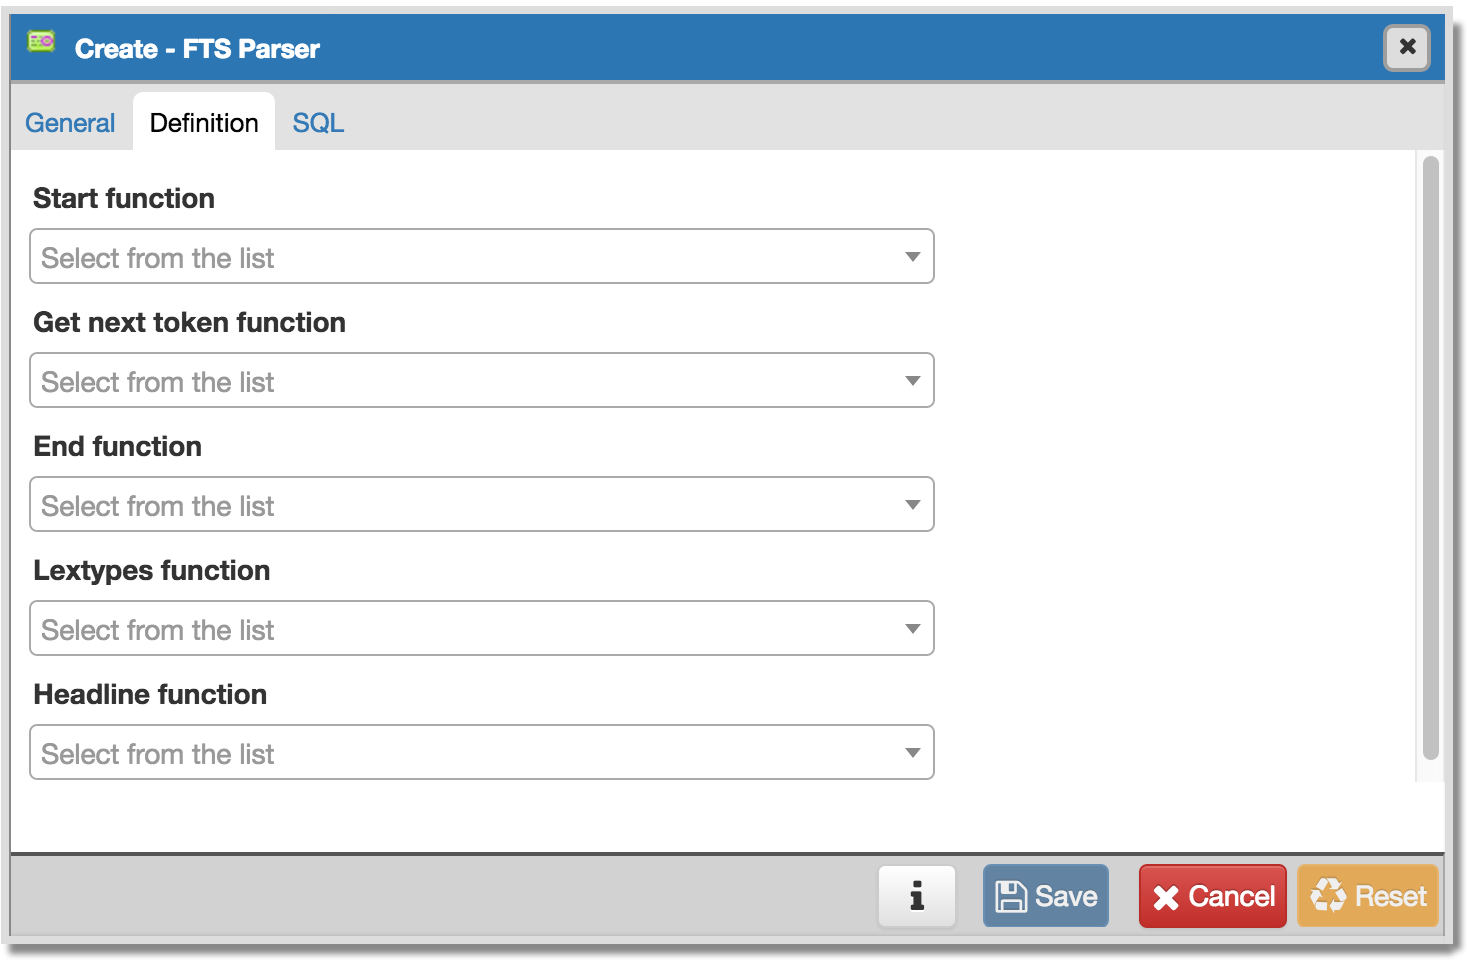 Create - FTS Parser
General Definition SQL
Start function
Select from the list
Get next token function
Select from the list
End function
Select from the list
Lextypes function
Select from the list
Headline function
Select from the list
i Save Cancel Reset